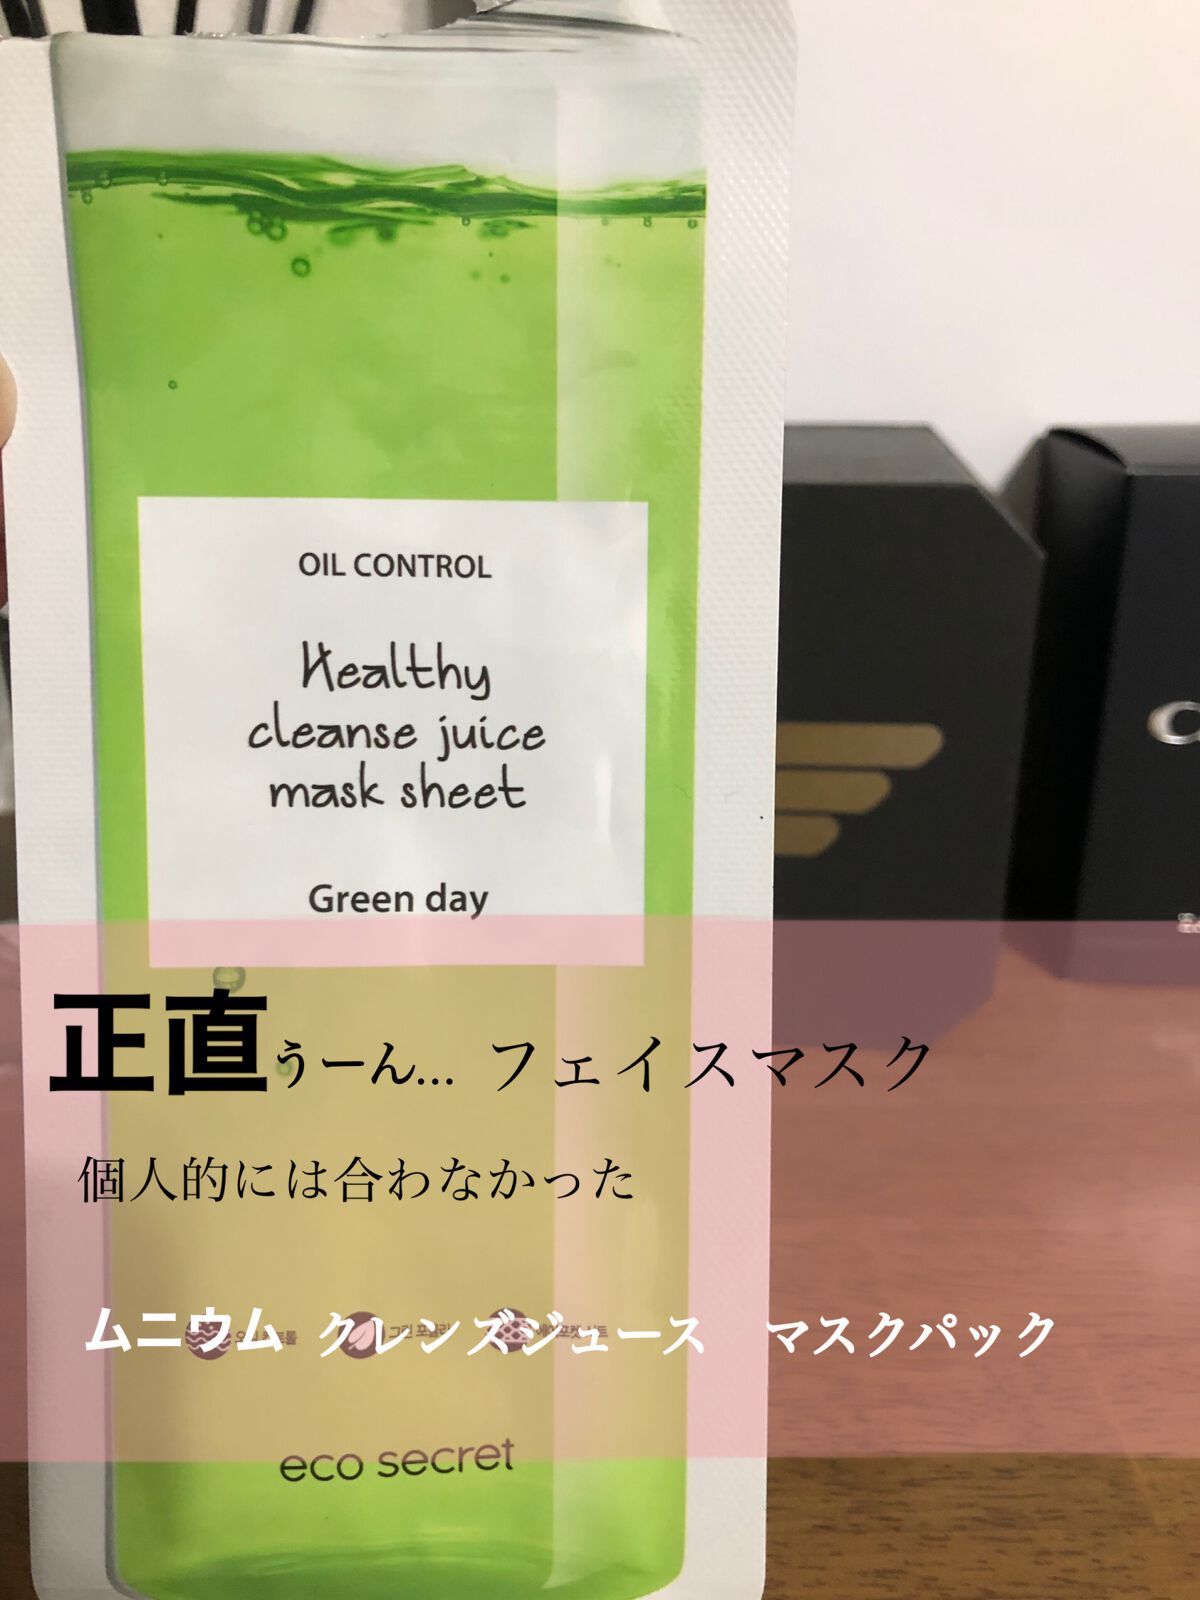 OIL CONTROL
Healthy
cleanse juice
mask sheet
Green day
正直うーん... フェイスマスク
個人的には合わなかった
ムニウム クレンズジュース マスクパック
eco secret